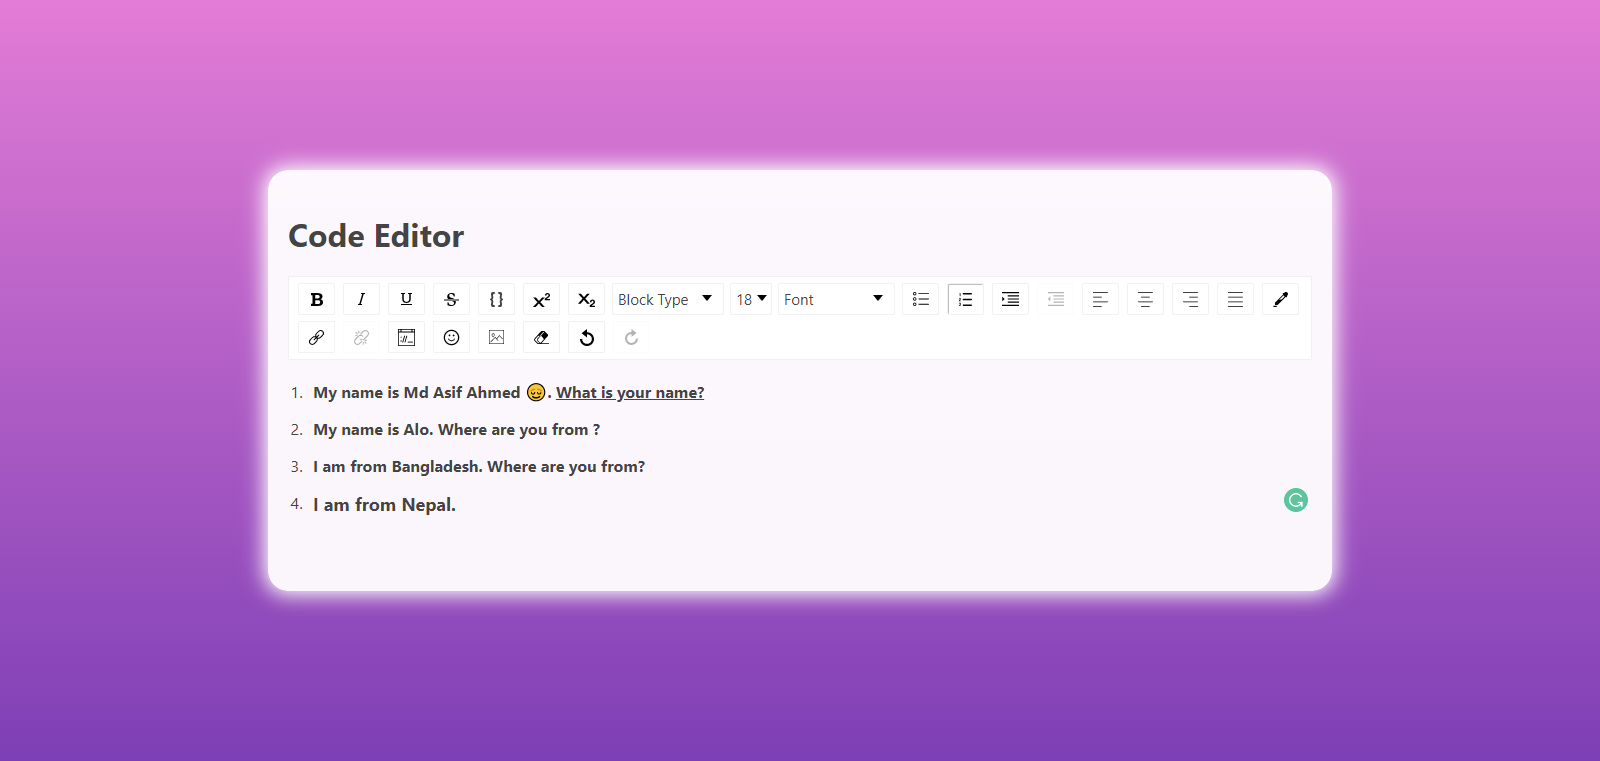 Code Editor
B I U S {} x² x₂ Block Type 18 Font
1. My name is Md Asif Ahmed 😌. What is your name?
2. My name is Alo. Where are you from ?
3. I am from Bangladesh. Where are you from?
4. I am from Nepal.